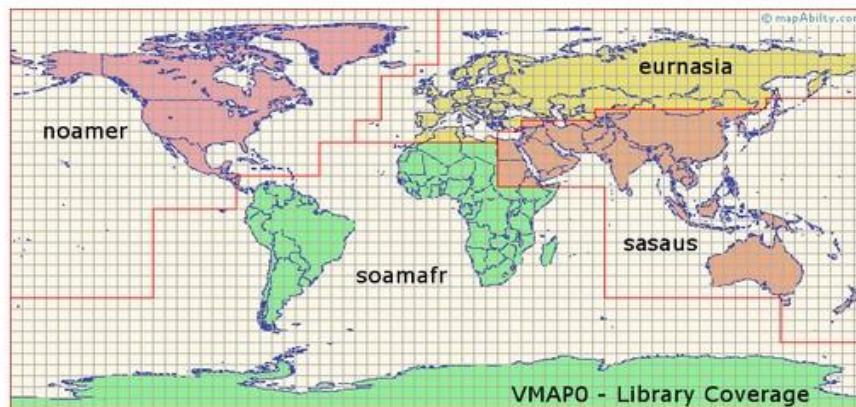 © mapAbility.com
eurnasia
noamer
sasaus
soamafr
VMAP0 - Library Coverage